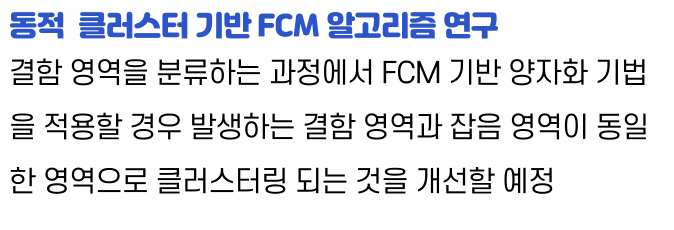 동적 클러스터 기반 FCM 알고리즘 연구
결함 영역을 분류하는 과정에서 FCM 기반 양자화 기법
을 적용할 경우 발생하는 결함 영역과 잡음 영역이 동일
한 영역으로 클러스터링 되는 것을 개선할 예정